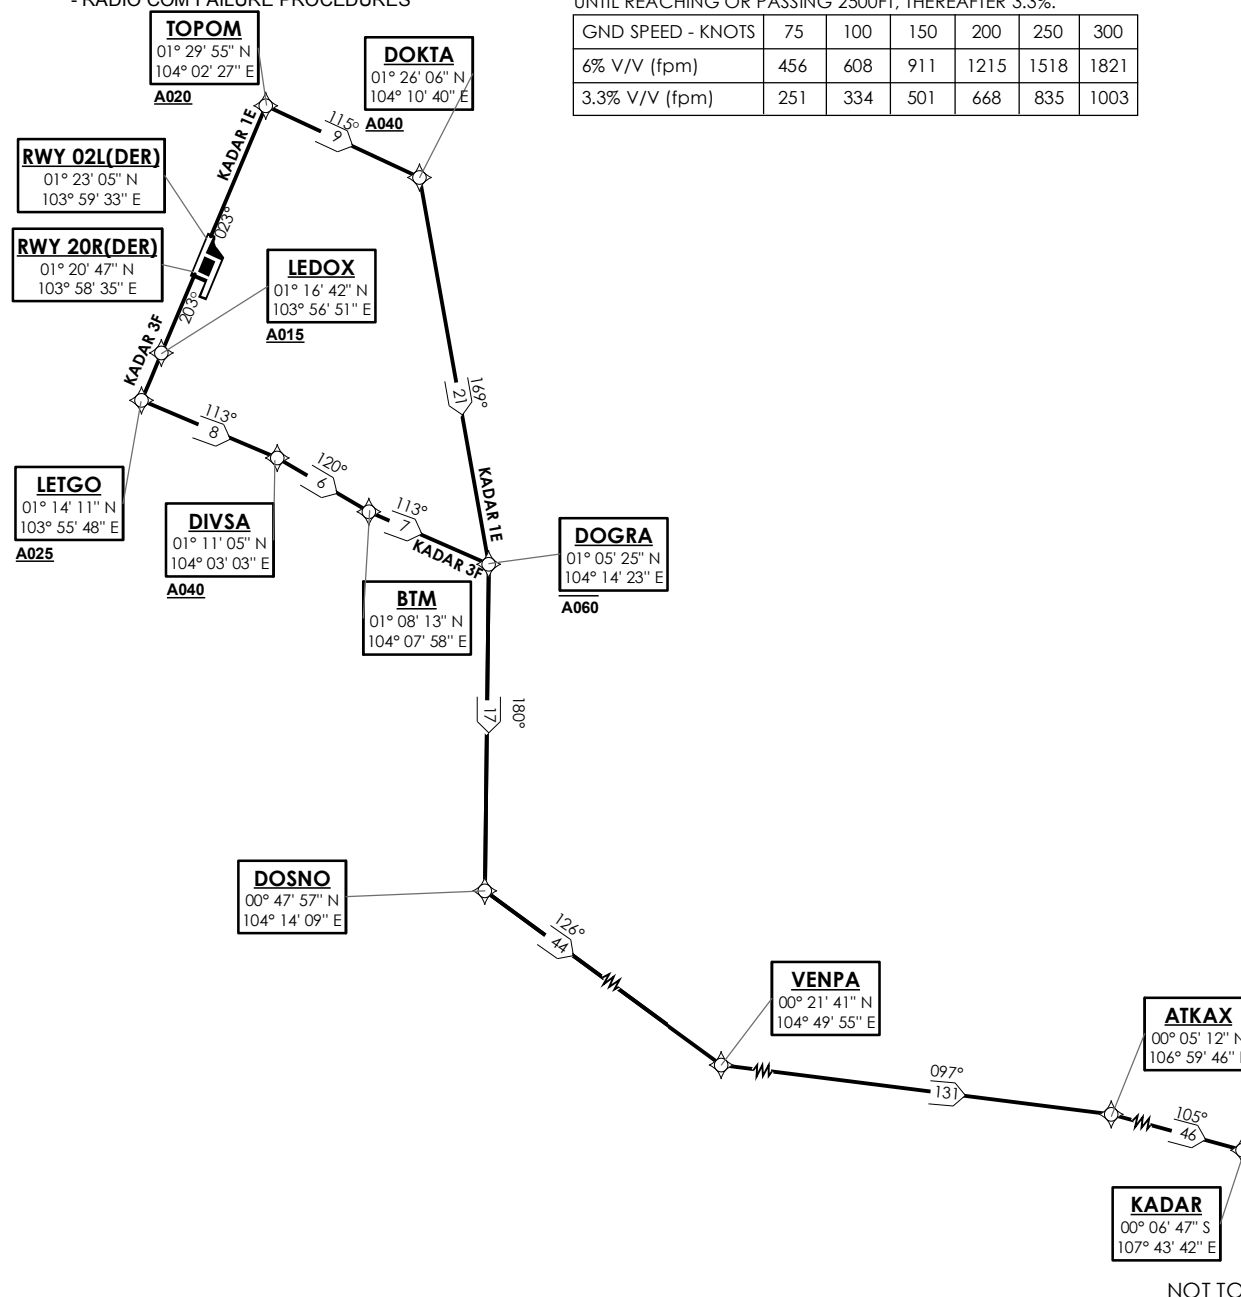 - RADIO COM FAILURE PROCEDURES
UNTIL REACHING OR PASSING 2500FT, THEREAFTER 3.3%.
GND SPEED - KNOTS 75 100 150 200 250 300
6% V/V (fpm) 456 608 911 1215 1518 1821
3.3% V/V (fpm) 251 334 501 668 835 1003
TOPOM
01° 29' 55" N
104° 02' 27" E
A020
DOKTA
01° 26' 06" N
104° 10' 40" E
A040
115°
9
KADAR 1E
RWY 02L(DER)
01° 23' 05" N
103° 59' 33" E
023°
RWY 20R(DER)
01° 20' 47" N
103° 58' 35" E
203°
LEDOX
01° 16' 42" N
103° 56' 51" E
A015
KADAR 3F
169°
21
113°
8
LETGO
01° 14' 11" N
103° 55' 48" E
A025
120°
6
DIVSA
01° 11' 05" N
104° 03' 03" E
A040
113°
7
KADAR 3F
KADAR 1E
DOGRA
01° 05' 25" N
104° 14' 23" E
A060
BTM
01° 08' 13" N
104° 07' 58" E
180°
17
DOSNO
00° 47' 57" N
104° 14' 09" E
126°
44
VENPA
00° 21' 41" N
104° 49' 55" E
097°
131
ATKAX
00° 05' 12" N
106° 59' 46"
105°
46
KADAR
00° 06' 47" S
107° 43' 42" E
NOT TO